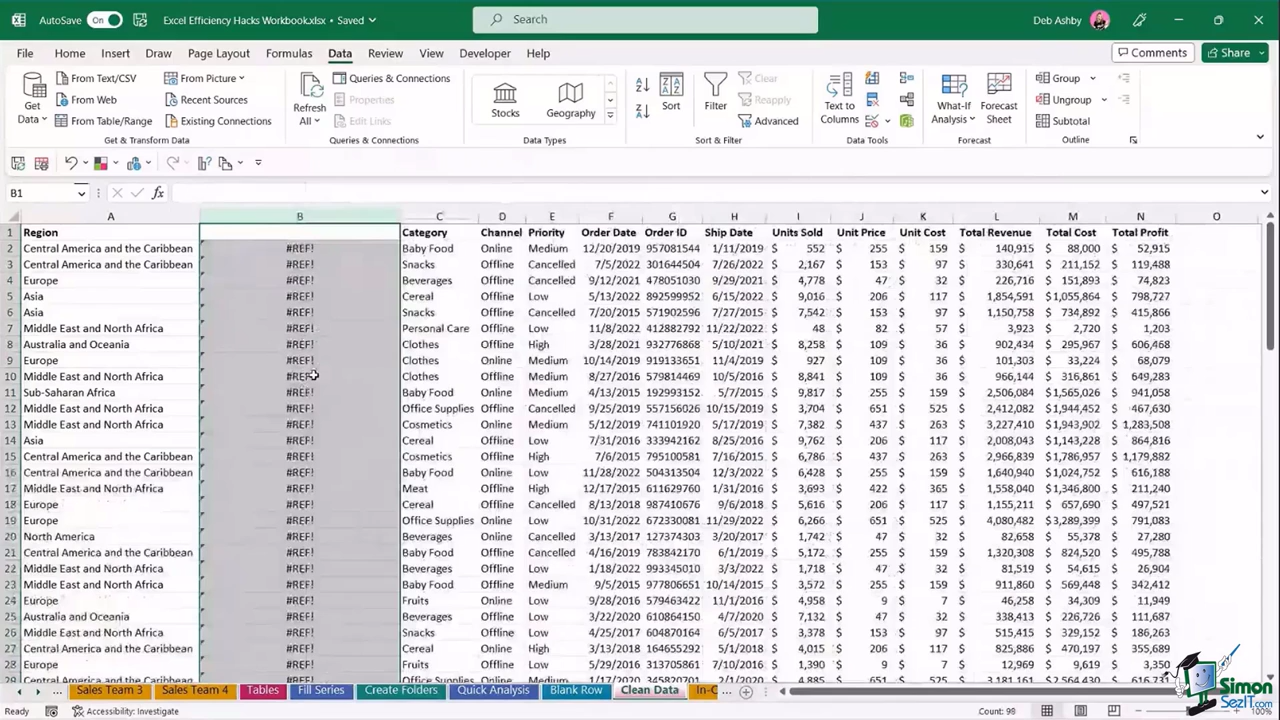 AutoSave On Excel Efficiency Hacks Workbook.xlsx • Saved Search Deb Ashby
File Home Insert Draw Page Layout Formulas Data Review View Developer Help Comments Share
Get Data From Text/CSV From Picture Refresh All Queries & Connections Stocks Geography Sort Filter Clear Text to Columns What-If Analysis Forecast Sheet Group
From Web Recent Sources Properties Reapply Ungroup
From Table/Range Existing Connections Edit Links Advanced Subtotal
Get & Transform Data Queries & Connections Data Types Sort & Filter Data Tools Forecast Outline
B1 fx
A B C D E F G H I J K L M N O
1 Region Category Channel Priority Order Date Order ID Ship Date Units Sold Unit Price Unit Cost Total Revenue Total Cost Total Profit
2 Central America and the Caribbean #REF! Baby Food Online Medium 12/20/2019 957081544 1/11/2019 552 $ 255 $ 159 $ 140,915 $ 88,000 $ 52,915
3 Central America and the Caribbean #REF! Snacks Offline Cancelled 7/5/2022 301644504 7/26/2022 2,167 $ 153 $ 97 $ 330,641 $ 211,152 $ 119,488
4 Europe #REF! Beverages Offline Cancelled 9/12/2021 478051030 9/29/2021 4,778 $ 47 $ 32 $ 226,716 $ 151,893 $ 74,823
5 Asia #REF! Cereal Offline Low 5/13/2022 892599952 5/15/2022 9,016 $ 206 $ 117 $ 1,854,591 $ 1,055,864 $ 798,727
6 Asia #REF! Snacks Offline Cancelled 7/20/2015 571902596 7/27/2015 7,542 $ 153 $ 97 $ 1,150,758 $ 734,892 $ 415,866
7 Middle East and North Africa #REF! Personal Care Offline Low 11/8/2022 412882792 11/22/2022 48 $ 82 $ 57 $ 3,923 $ 2,720 $ 1,203
8 Australia and Oceania #REF! Clothes Offline High 3/28/2021 932776868 5/10/2021 8,258 $ 109 $ 36 $ 902,434 $ 295,967 $ 606,468
9 Europe #REF! Clothes Online Medium 10/14/2019 919133651 11/4/2019 927 $ 109 $ 36 $ 101,303 $ 33,224 $ 68,079
10 Middle East and North Africa #REF! Clothes Offline Medium 8/27/2016 579814469 10/5/2016 8,841 $ 109 $ 36 $ 966,144 $ 316,861 $ 649,283
11 Sub-Saharan Africa #REF! Baby Food Online Medium 4/13/2015 192993152 5/7/2015 9,817 $ 255 $ 159 $ 2,506,084 $ 1,565,026 $ 941,058
12 Middle East and North Africa #REF! Office Supplies Offline Cancelled 9/25/2019 557156026 10/15/2019 3,704 $ 651 $ 525 $ 2,412,082 $ 1,944,452 $ 467,630
13 Middle East and North Africa #REF! Cosmetics Online Medium 5/12/2017 741101920 5/17/2017 7,382 $ 437 $ 263 $ 3,227,410 $ 1,943,902 $ 1,283,508
14 Asia #REF! Cereal Offline Low 7/31/2016 333942162 8/25/2016 9,762 $ 206 $ 117 $ 2,008,043 $ 1,143,228 $ 864,816
15 Central America and the Caribbean #REF! Cosmetics Offline High 7/6/2015 795100581 7/16/2015 6,786 $ 437 $ 263 $ 2,966,839 $ 1,786,957 $ 1,179,882
16 Central America and the Caribbean #REF! Baby Food Online Low 11/28/2022 504313504 12/3/2022 6,428 $ 255 $ 159 $ 1,640,940 $ 1,024,752 $ 616,188
17 Middle East and North Africa #REF! Meat Online High 12/17/2015 611629760 1/31/2016 3,693 $ 422 $ 365 $ 1,558,040 $ 1,346,800 $ 211,240
18 Europe #REF! Cereal Offline Cancelled 8/13/2018 987410676 9/6/2018 5,616 $ 206 $ 117 $ 1,155,211 $ 657,690 $ 497,521
19 Europe #REF! Office Supplies Online Low 10/31/2022 672330081 11/29/2022 6,266 $ 651 $ 525 $ 4,080,482 $ 3,289,399 $ 791,083
20 North America #REF! Beverages Online Cancelled 3/13/2017 127374303 3/20/2017 1,742 $ 47 $ 32 $ 82,658 $ 55,378 $ 27,280
21 Central America and the Caribbean #REF! Baby Food Offline Cancelled 4/16/2019 783842170 6/1/2019 5,172 $ 255 $ 159 $ 1,320,308 $ 824,520 $ 495,788
22 Central America and the Caribbean #REF! Beverages Offline Low 1/18/2022 640933340 3/3/2022 1,718 $ 47 $ 32 $ 81,519 $ 54,615 $ 26,904
23 Middle East and North Africa #REF! Baby Food Offline Medium 9/5/2015 977806561 10/14/2015 3,572 $ 255 $ 159 $ 911,860 $ 569,448 $ 342,412
24 Europe #REF! Fruits Online Low 9/28/2016 579463422 11/1/2016 4,958 $ 9 $ 7 $ 46,258 $ 34,309 $ 11,949
25 Australia and Oceania #REF! Beverages Offline Low 3/22/2020 610864150 4/7/2020 7,132 $ 47 $ 32 $ 338,413 $ 226,726 $ 111,687
26 Middle East and North Africa #REF! Snacks Offline Low 4/25/2017 604870164 6/5/2017 3,378 $ 153 $ 97 $ 515,415 $ 329,152 $ 186,263
27 Central America and the Caribbean #REF! Cereal Online High 3/13/2018 164655292 3/31/2018 4,015 $ 206 $ 117 $ 825,886 $ 470,197 $ 355,689
28 Europe #REF! Fruits Offline Low 5/29/2016 313705861 7/10/2016 1,390 $ 9 $ 7 $ 12,969 $ 9,619 $ 3,350
Sales Team 3 Sales Team 4 Tables Fill Series Create Folders Quick Analysis Blank Row Clean Data
Ready Accessibility: Investigate Count: 98 100%
Simon
SezIT.com